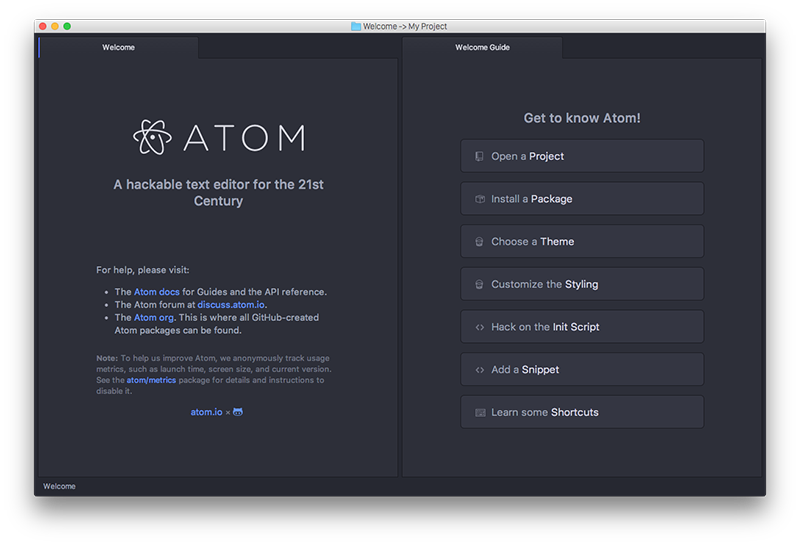 Welcome -> My Project
Welcome
Welcome Guide
ATOM
A hackable text editor for the 21st
Century
For help, please visit:
• The Atom docs for Guides and the API reference.
• The Atom forum at discuss.atom.io.
• The Atom org. This is where all GitHub-created
Atom packages can be found.
Note: To help us improve Atom, we anonymously track usage
metrics, such as launch time, screen size, and current version.
See the atom/metrics package for details and instructions to
disable it.
atom.io ×
Get to know Atom!
Open a Project
Install a Package
Choose a Theme
Customize the Styling
Hack on the Init Script
Add a Snippet
Learn some Shortcuts
Welcome